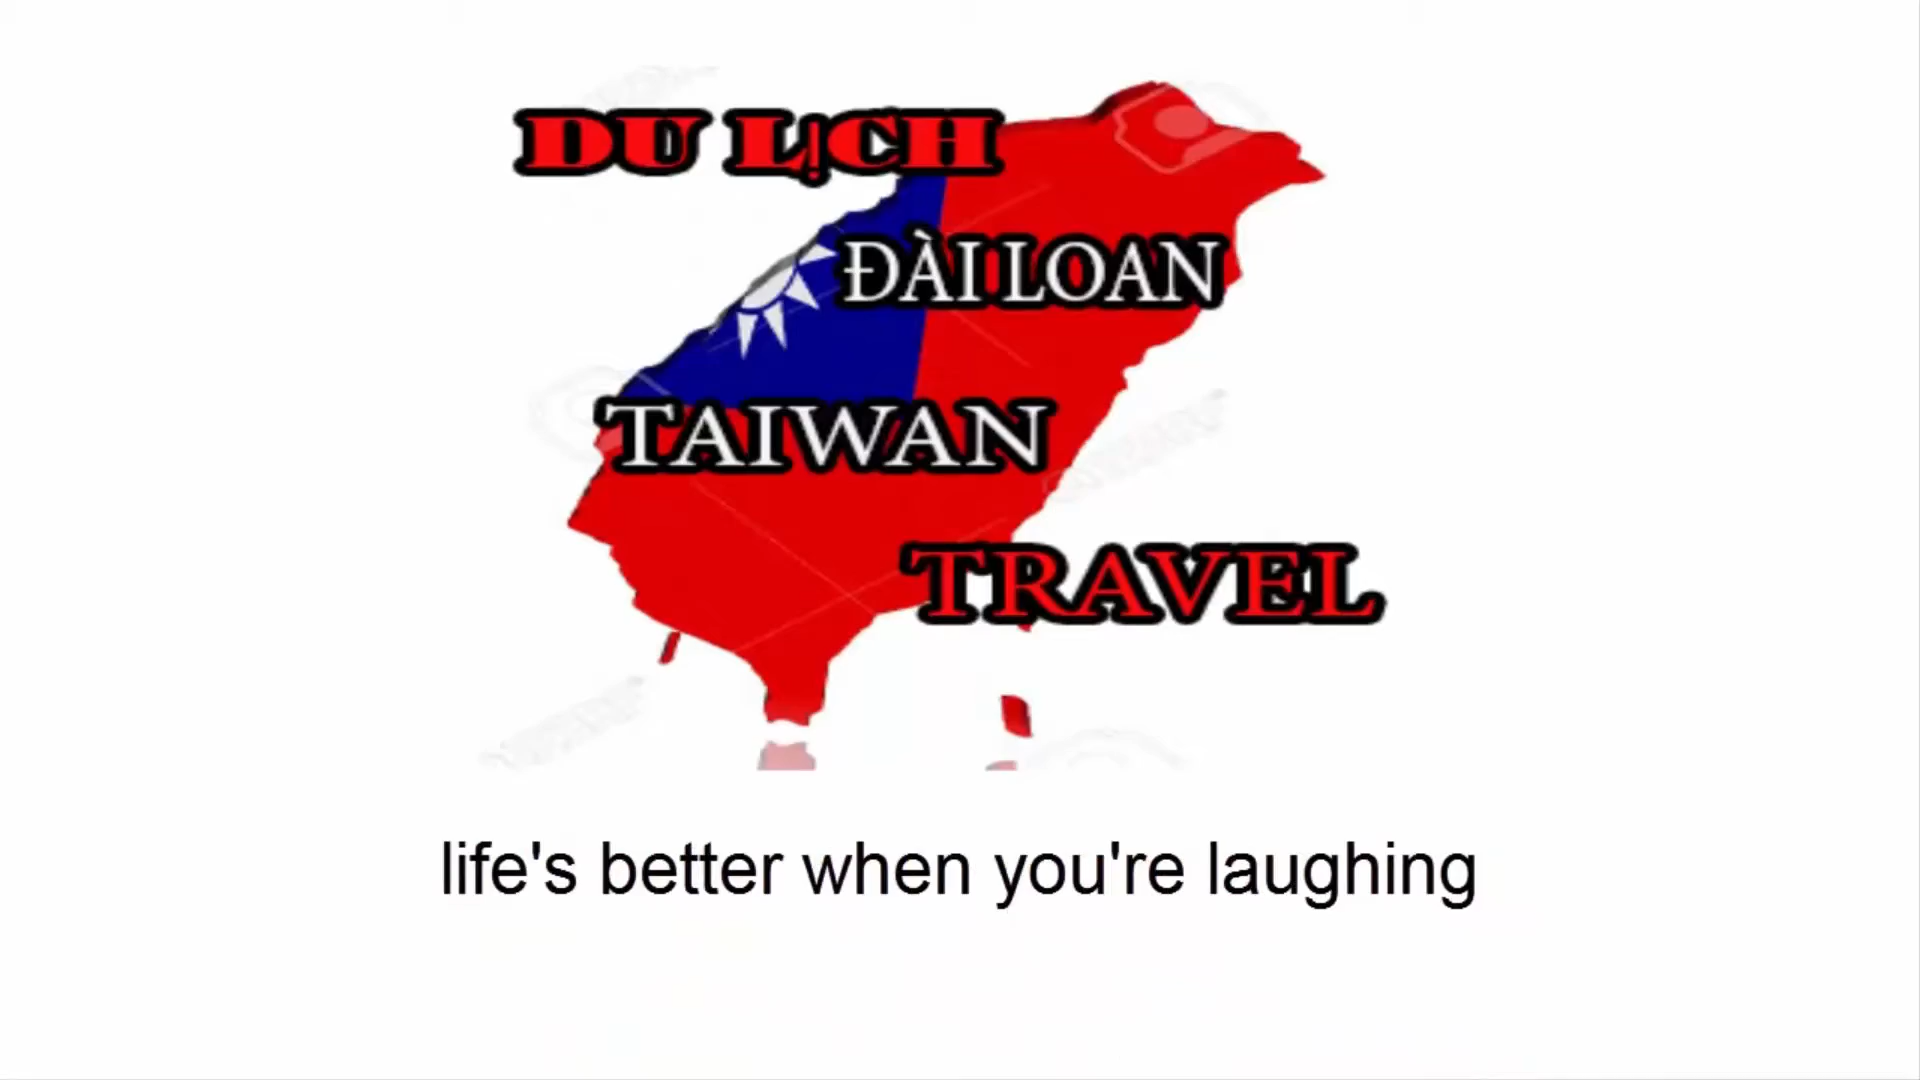 DU LỊCH
ĐÀI LOAN
TAIWAN
TRAVEL
life's better when you're laughing